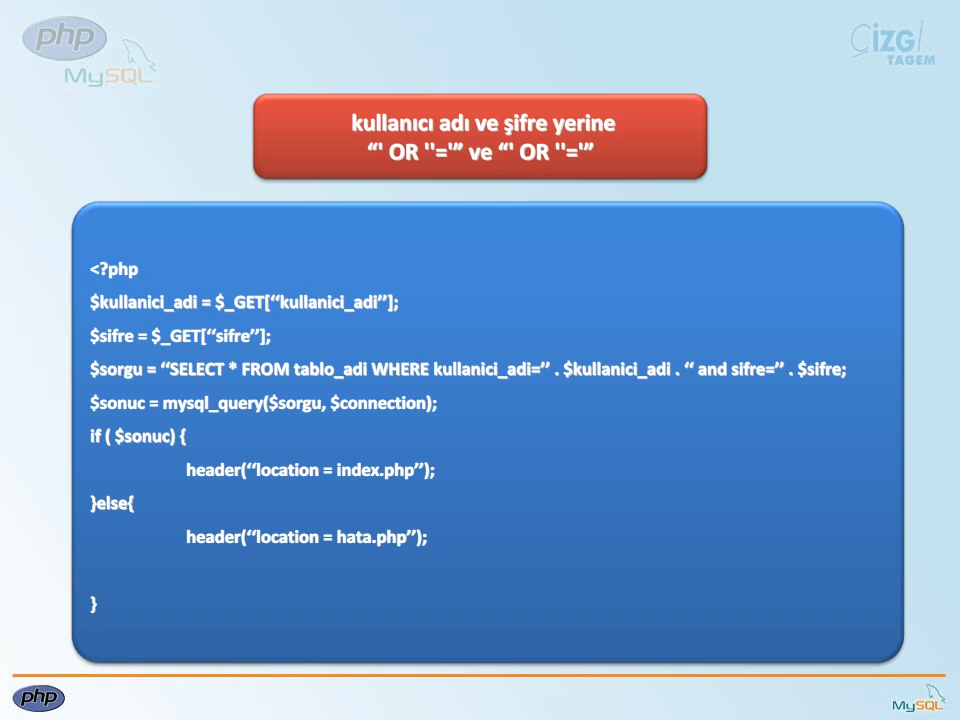 php
MySQL
ÇİZGİ
TAGEM
kullanıcı adı ve şifre yerine
“' OR ''='” ve “' OR ''='”
<?php
$kullanici_adi = $_GET[“kullanici_adi”];
$sifre = $_GET[“sifre”];
$sorgu = “SELECT * FROM tablo_adi WHERE kullanici_adi=” . $kullanici_adi . “ and sifre=” . $sifre;
$sonuc = mysql_query($sorgu, $connection);
if ( $sonuc) {
header(“location = index.php”);
}else{
header(“location = hata.php”);
}
php
MySQL